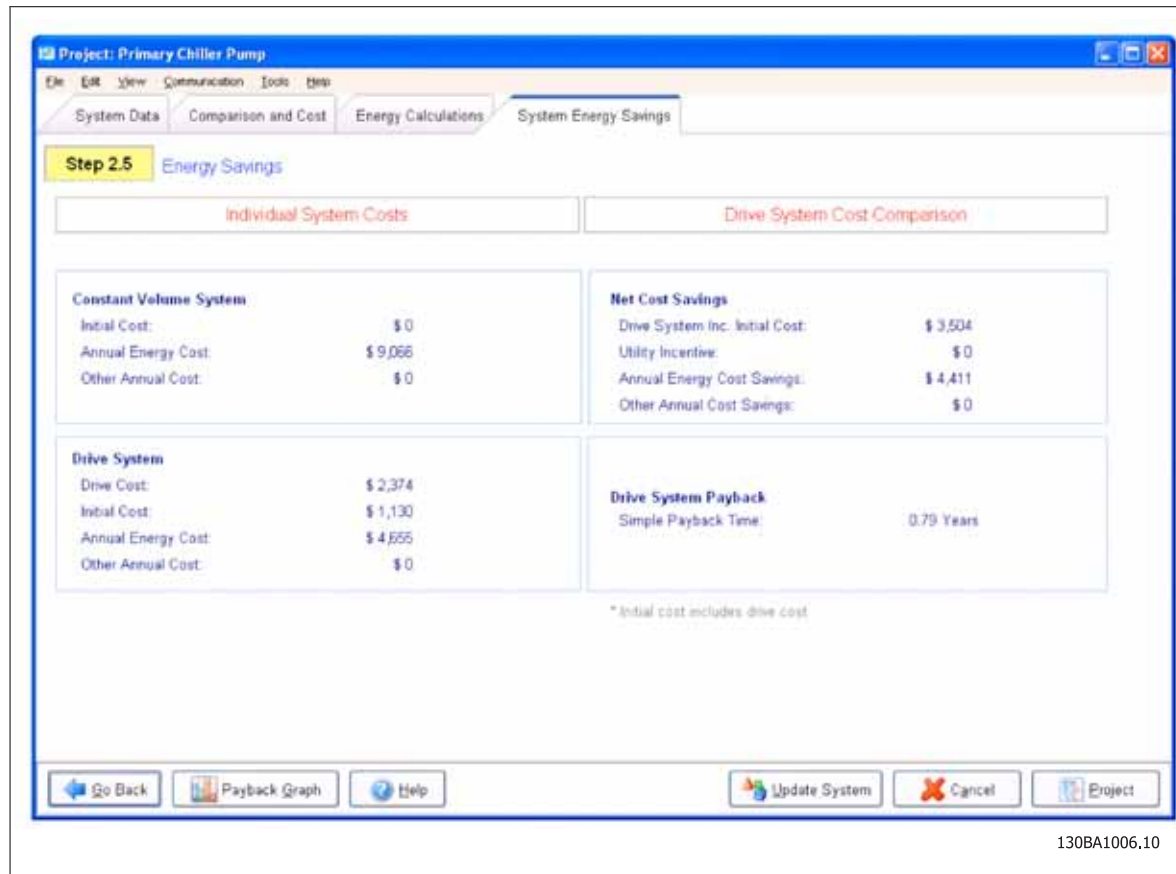 Project: Primary Chiller Pump
File Edit View Communication Tools Help
System Data Comparison and Cost Energy Calculations System Energy Savings
Step 2.5 Energy Savings
Individual System Costs
Drive System Cost Comparison
Constant Volume System
Initial Cost: $ 0
Annual Energy Cost: $ 9,066
Other Annual Cost: $ 0
Net Cost Savings
Drive System Inc. Initial Cost: $ 3,504
Utility Incentive: $ 0
Annual Energy Cost Savings: $ 4,411
Other Annual Cost Savings: $ 0
Drive System
Drive Cost: $ 2,374
Initial Cost: $ 1,130
Annual Energy Cost: $ 4,655
Other Annual Cost: $ 0
Drive System Payback
Simple Payback Time: 0.79 Years
* Initial cost includes drive cost
Go Back Payback Graph Help Update System Cancel Project
130BA1006.10